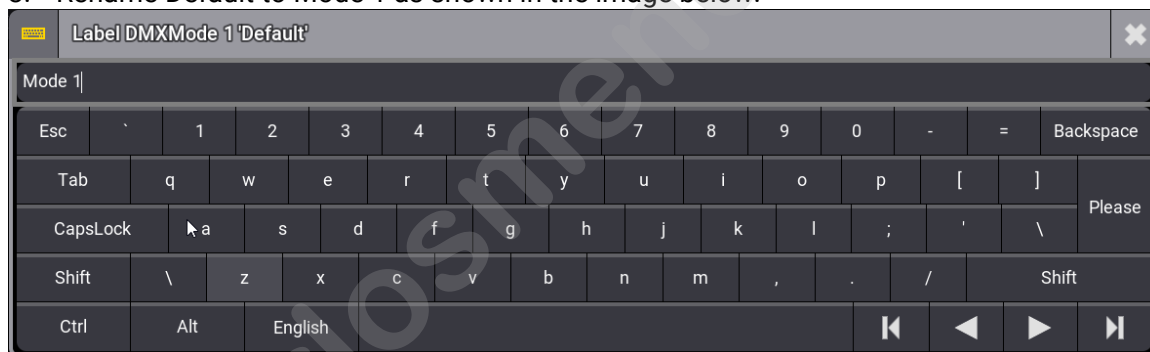 Label DMXMode 1 'Default'
Mode 1
Esc ` 1 2 3 4 5 6 7 8 9 0 - = Backspace
Tab q w e r t y u i o p [ ]
Please
CapsLock a s d f g h j k l ; ' \
Shift \ z x c v b n m , . / Shift
Ctrl Alt English